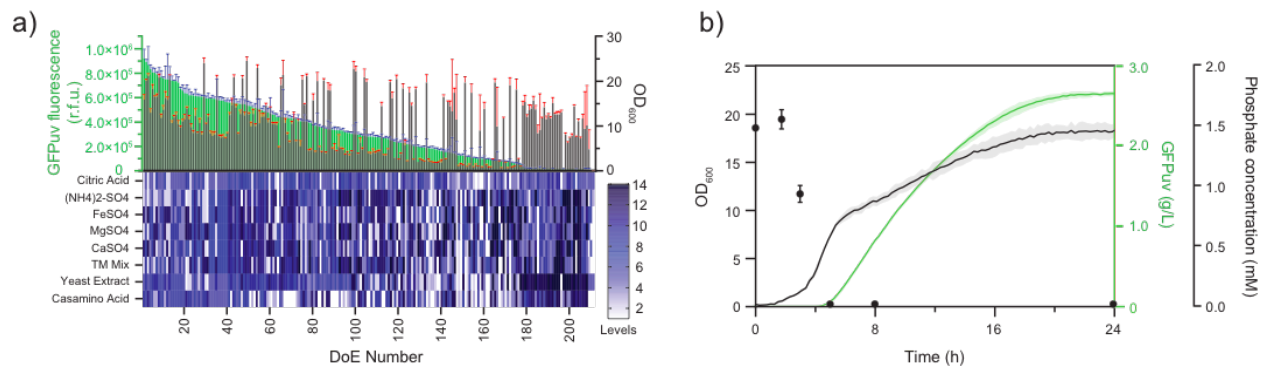 a)
GFPuv fluorescence
(r.f.u.)
1.0×10⁶
8.0×10⁵
6.0×10⁵
4.0×10⁵
2.0×10⁵
0
30
20
10
0
OD₆₀₀
Citric Acid
(NH4)2-SO4
FeSO4
MgSO4
CaSO4
TM Mix
Yeast Extract
Casamino Acid
14
12
10
8
6
4
2
Levels
20 40 60 80 100 120 140 160 180 200
DoE Number
b)
OD₆₀₀
25
20
15
10
5
0
0 8 16 24
Time (h)
3.0
2.0
1.0
0
GFPuv (g/L)
2.0
1.5
1.0
0.5
0.0
Phosphate concentration (mM)